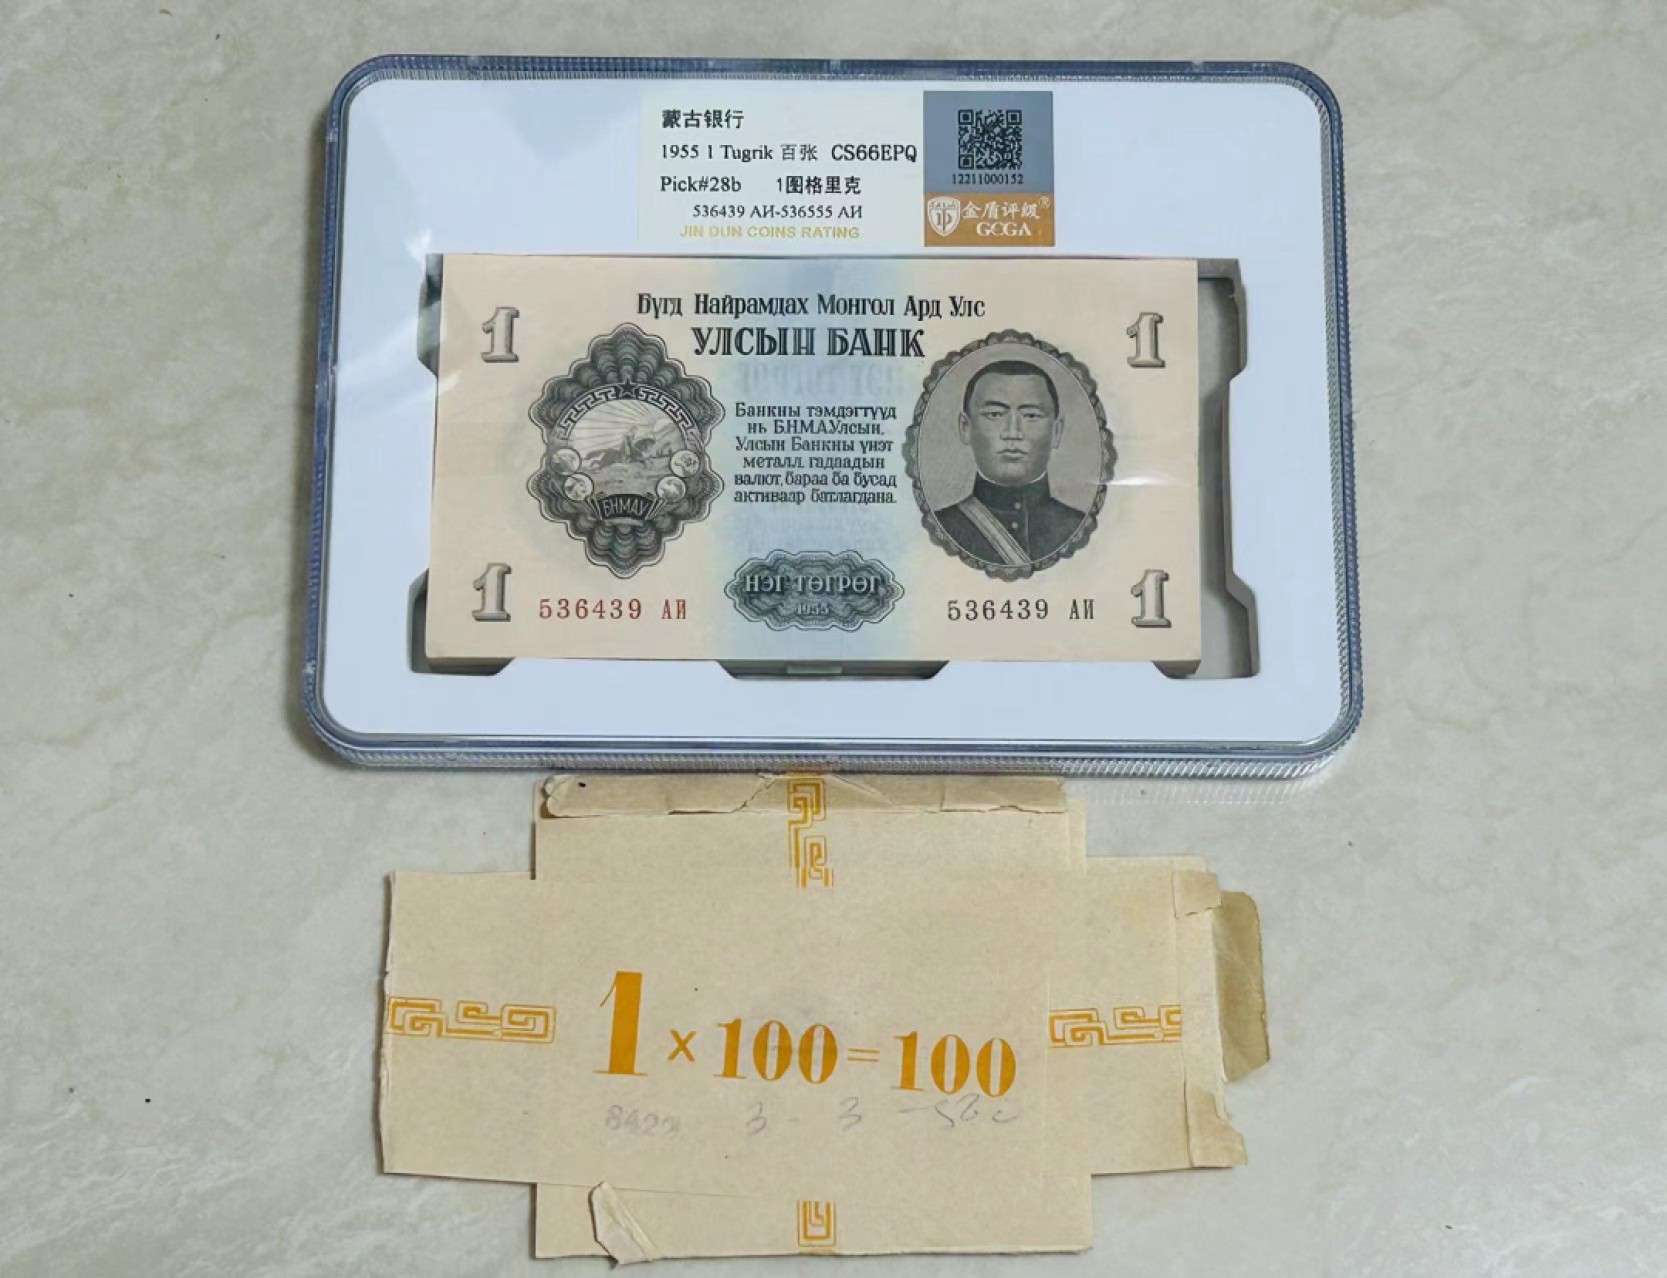 蒙古银行
1955 1 Tugrik 百张 CS66EPQ
Pick#28b 1图格里克
536439 АИ-536555 АИ
JIN DUN COINS RATING
12211000152
金盾评级®
GCGA
1 1
Бүгд Найрамдах Монгол Ард Улс
УЛСЫН БАНК
Банкны тэмдэгтүүд
нь Б.Н.М.А.Улсын,
Улсын Банкны үнэт
металл, гадаадын
валют, бараа ба бусад
активаар батлагдана.
БНМАУ
НЭГ ТӨГРӨГ
1955
1 536439 АИ 536439 АИ 1
1 × 100 = 100